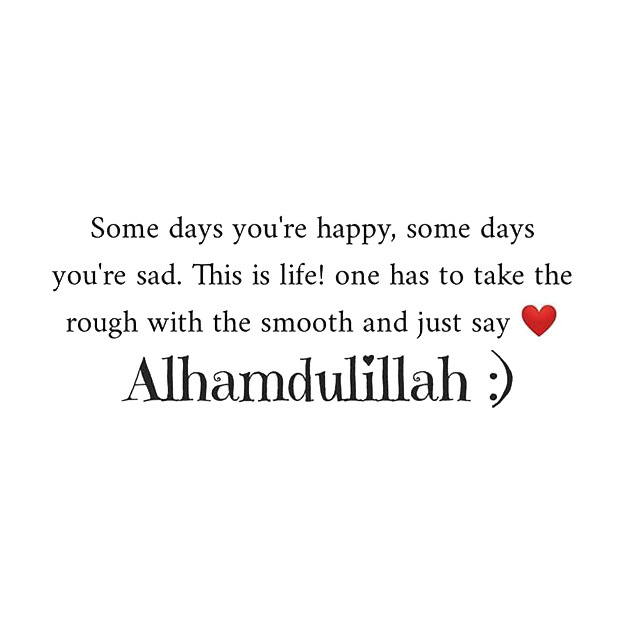 Some days you're happy, some days
you're sad. This is life! one has to take the
rough with the smooth and just say ❤️
Alhamdulillah :)